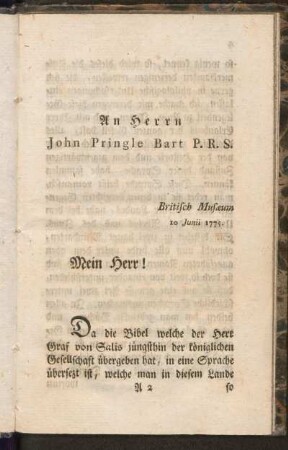 An Herrn
John Pringle Bart P. R. S.
Britisch Museum
10 Junii 1775.
Mein Herr!
Da die Bibel welche der Herr
Graf von Salis jüngsthin der königlichen
Gesellschaft übergeben hat, in eine Sprache
übersezt ist, welche man in diesem Lande
A 2 so